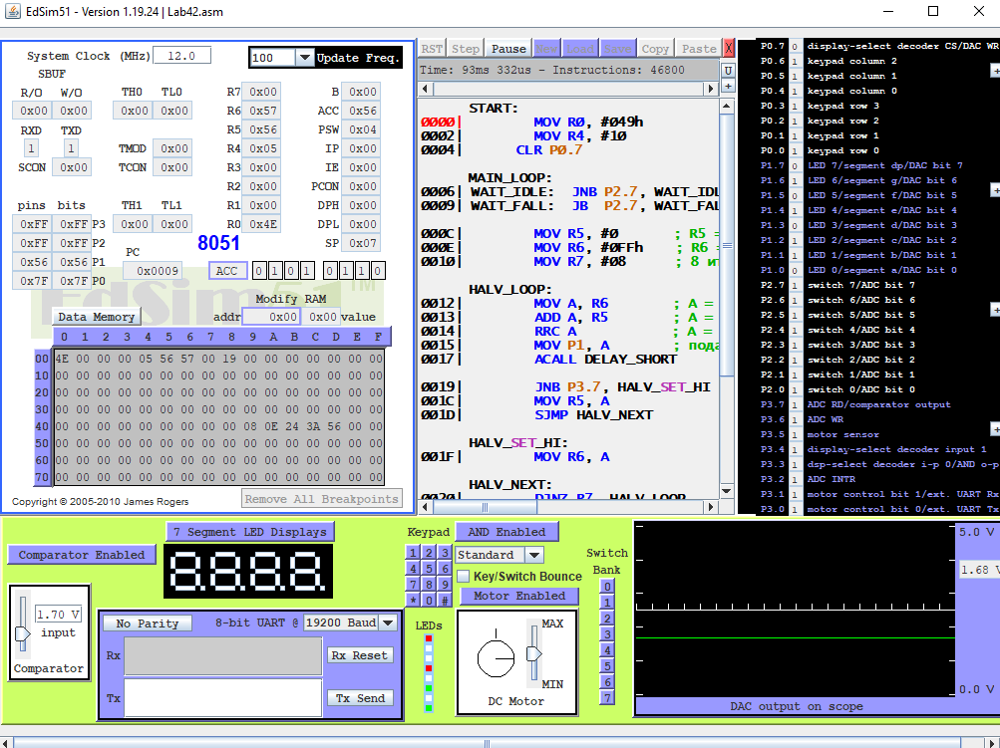 EdSim51 - Version 1.19.24 | Lab42.asm
System Clock (MHz) 12.0
100 Update Freq.
SBUF
R/O W/O TH0 TL0
0x00 0x00 0x00 0x00
RXD TXD
1 1
TMOD 0x00
SCON 0x00 TCON 0x00
pins bits TH1 TL1
0xFF 0xFF P3 0x00 0x00
0xFF 0xFF P2
0x56 0x56 P1
0x7F 0x7F P0
PC
0x0009
R7 0x00 B 0x00
R6 0x57 ACC 0x56
R5 0x56 PSW 0x04
R4 0x05 IP 0x00
R3 0x00 IE 0x00
R2 0x00 PCON 0x00
R1 0x00 DPH 0x00
R0 0x4E DPL 0x00
8051 SP 0x07
ACC 0 1 0 1 0 1 1 0
EdSim51™
Modify RAM
Data Memory addr 0x00 0x00 value
0 1 2 3 4 5 6 7 8 9 A B C D E F
00 4E 00 00 00 05 56 57 00 19 00 00 00 00 00 00 00
10 00 00 00 00 00 00 00 00 00 00 00 00 00 00 00 00
20 00 00 00 00 00 00 00 00 00 00 00 00 00 00 00 00
30 00 00 00 00 00 00 00 00 00 00 00 00 00 00 00 00
40 00 00 00 00 00 00 00 00 00 08 0E 24 3A 56 00 00
50 00 00 00 00 00 00 00 00 00 00 00 00 00 00 00 00
60 00 00 00 00 00 00 00 00 00 00 00 00 00 00 00 00
70 00 00 00 00 00 00 00 00 00 00 00 00 00 00 00 00
Copyright © 2005-2010 James Rogers Remove All Breakpoints
RST Step Pause New Load Save Copy Paste X
Time: 93ms 332us - Instructions: 46800 U
+
START:
0000| MOV R0, #049h
0002| MOV R4, #10
0004| CLR P0.7
MAIN_LOOP:
0006| WAIT_IDLE: JNB P2.7, WAIT_IDL
0009| WAIT_FALL: JB P2.7, WAIT_FAL
000C| MOV R5, #0 ; R5 =
000E| MOV R6, #0FFh ; R6 =
0010| MOV R7, #08 ; 8 ит
HALV_LOOP:
0012| MOV A, R6 ; A =
0013| ADD A, R5 ; A =
0014| RRC A ; A =
0015| MOV P1, A ; пода
0017| ACALL DELAY_SHORT
0019| JNB P3.7, HALV_SET_HI
001C| MOV R5, A
001D| SJMP HALV_NEXT
HALV_SET_HI:
001F| MOV R6, A
HALV_NEXT:
0020| DJNZ R7, HALV_LOOP
P0.7 0 display-select decoder CS/DAC WR
P0.6 1 keypad column 2
P0.5 1 keypad column 1
P0.4 1 keypad column 0
P0.3 1 keypad row 3
P0.2 1 keypad row 2
P0.1 1 keypad row 1
P0.0 1 keypad row 0
P1.7 0 LED 7/segment dp/DAC bit 7
P1.6 1 LED 6/segment g/DAC bit 6
P1.5 0 LED 5/segment f/DAC bit 5
P1.4 1 LED 4/segment e/DAC bit 4
P1.3 0 LED 3/segment d/DAC bit 3
P1.2 1 LED 2/segment c/DAC bit 2
P1.1 1 LED 1/segment b/DAC bit 1
P1.0 0 LED 0/segment a/DAC bit 0
P2.7 1 switch 7/ADC bit 7
P2.6 1 switch 6/ADC bit 6
P2.5 1 switch 5/ADC bit 5
P2.4 1 switch 4/ADC bit 4
P2.3 1 switch 3/ADC bit 3
P2.2 1 switch 2/ADC bit 2
P2.1 1 switch 1/ADC bit 1
P2.0 1 switch 0/ADC bit 0
P3.7 1 ADC RD/comparator output
P3.6 1 ADC WR
P3.5 1 motor sensor
P3.4 1 display-select decoder input 1
P3.3 1 dsp-select decoder i-p 0/AND o-p
P3.2 1 ADC INTR
P3.1 1 motor control bit 1/ext. UART Rx
P3.0 1 motor control bit 0/ext. UART Tx
7 Segment LED Displays
Comparator Enabled
8.8.8.8.
1.70 V
input
Comparator
No Parity 8-bit UART @ 19200 Baud
Rx Rx Reset
Tx Tx Send
Keypad AND Enabled
1 2 3 Standard
4 5 6 Key/Switch Bounce
7 8 9 Motor Enabled
* 0 #
LEDs
MAX
MIN
DC Motor
Switch
Bank
0
1
2
3
4
5
6
7
5.0 V
1.68 V
0.0 V
DAC output on scope